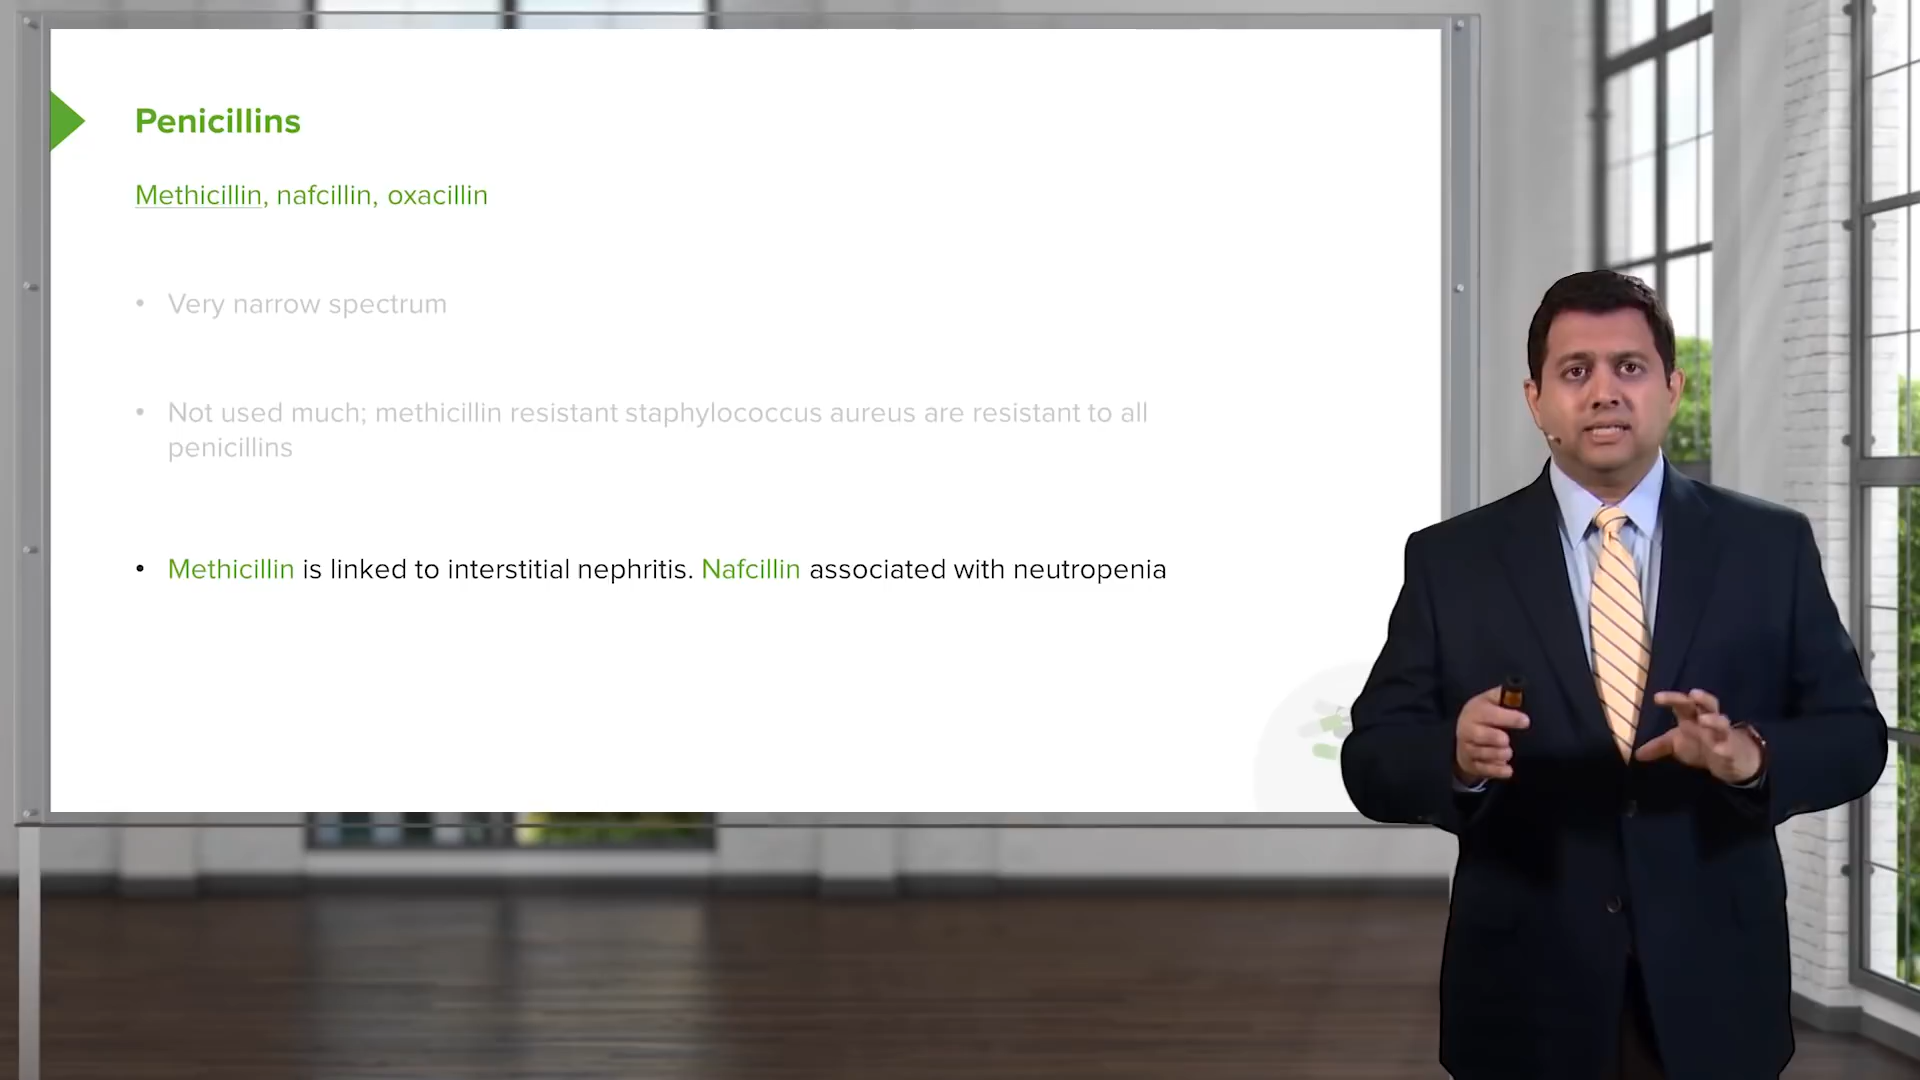 Penicillins
Methicillin, nafcillin, oxacillin
• Very narrow spectrum
• Not used much; methicillin resistant staphylococcus aureus are resistant to all
penicillins
• Methicillin is linked to interstitial nephritis. Nafcillin associated with neutropenia